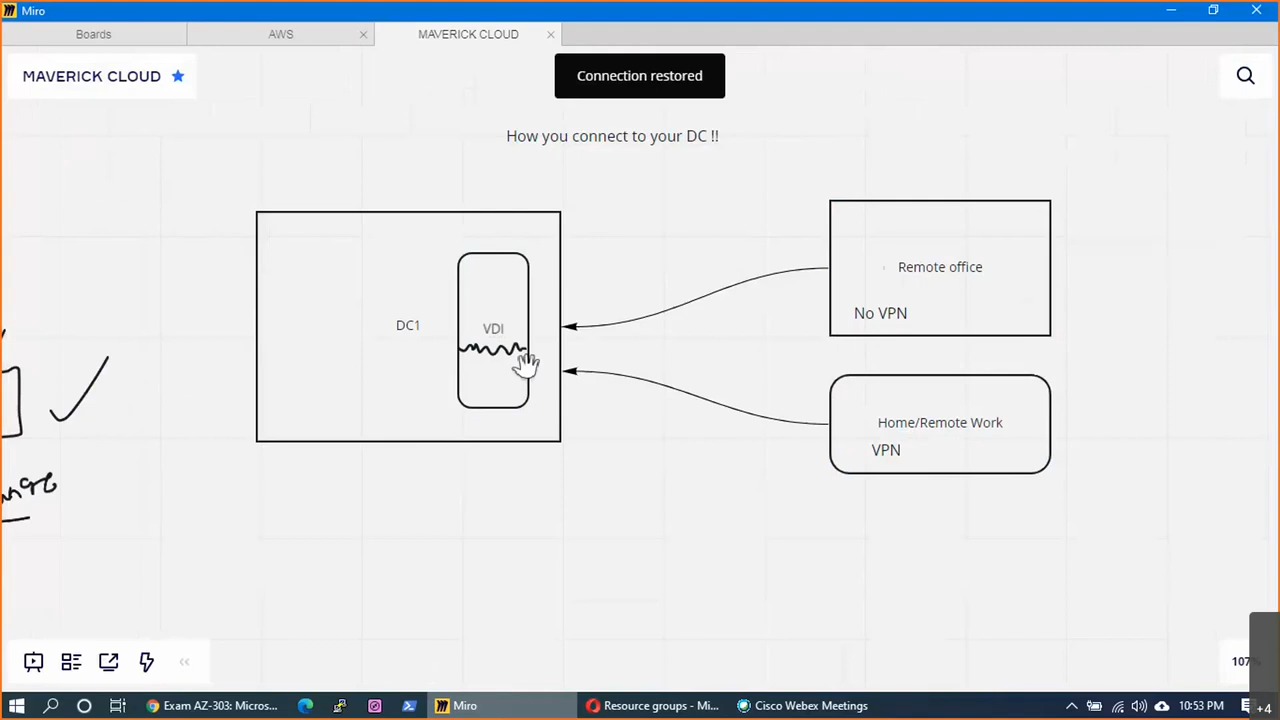 Miro
Boards
AWS
MAVERICK CLOUD
MAVERICK CLOUD
Connection restored
How you connect to your DC !!
DC1
VDI
Remote office
No VPN
Home/Remote Work
VPN
107%
Exam AZ-303: Micros...
Miro
Resource groups - Mi...
Cisco Webex Meetings
10:53 PM
+4